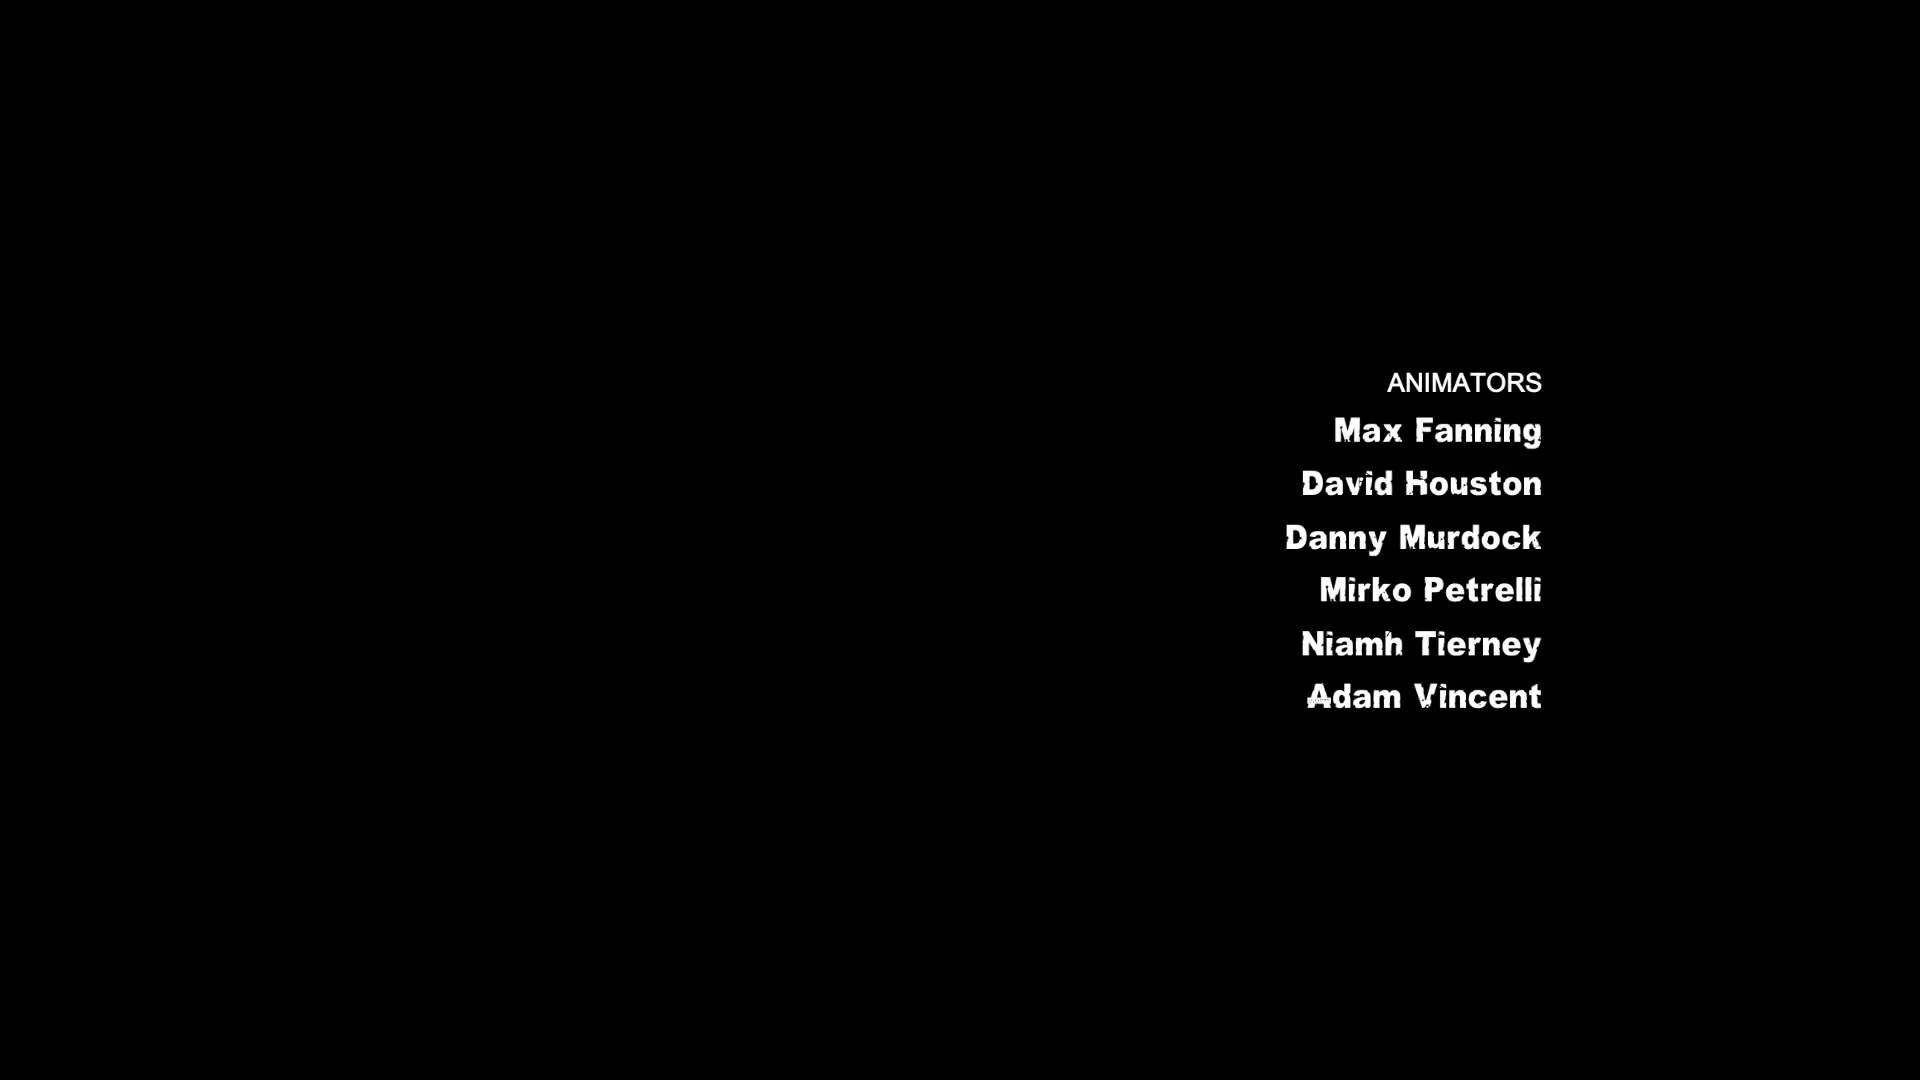 ANIMATORS
Max Fanning
David Houston
Danny Murdock
Mirko Petrelli
Niamh Tierney
Adam Vincent